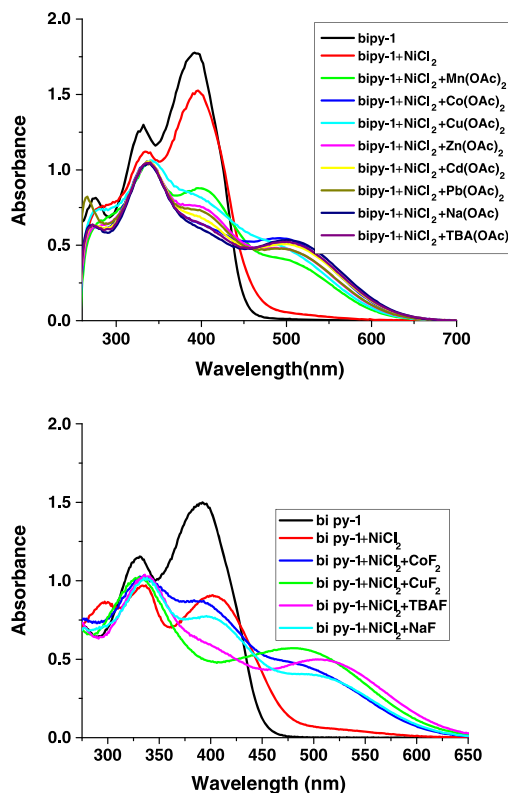 2.0
1.5
1.0
0.5
0.0
Absorbance
bipy-1
bipy-1+NiCl2
bipy-1+NiCl2+Mn(OAc)2
bipy-1+NiCl2+Co(OAc)2
bipy-1+NiCl2+Cu(OAc)2
bipy-1+NiCl2+Zn(OAc)2
bipy-1+NiCl2+Cd(OAc)2
bipy-1+NiCl2+Pb(OAc)2
bipy-1+NiCl2+Na(OAc)
bipy-1+NiCl2+TBA(OAc)
300 400 500 600 700
Wavelength(nm)
2.0
1.5
1.0
0.5
0.0
Absorbance
bi py-1
bi py-1+NiCl2
bi py-1+NiCl2+CoF2
bi py-1+NiCl2+CuF2
bi py-1+NiCl2+TBAF
bi py-1+NiCl2+NaF
300 350 400 450 500 550 600 650
Wavelength (nm)